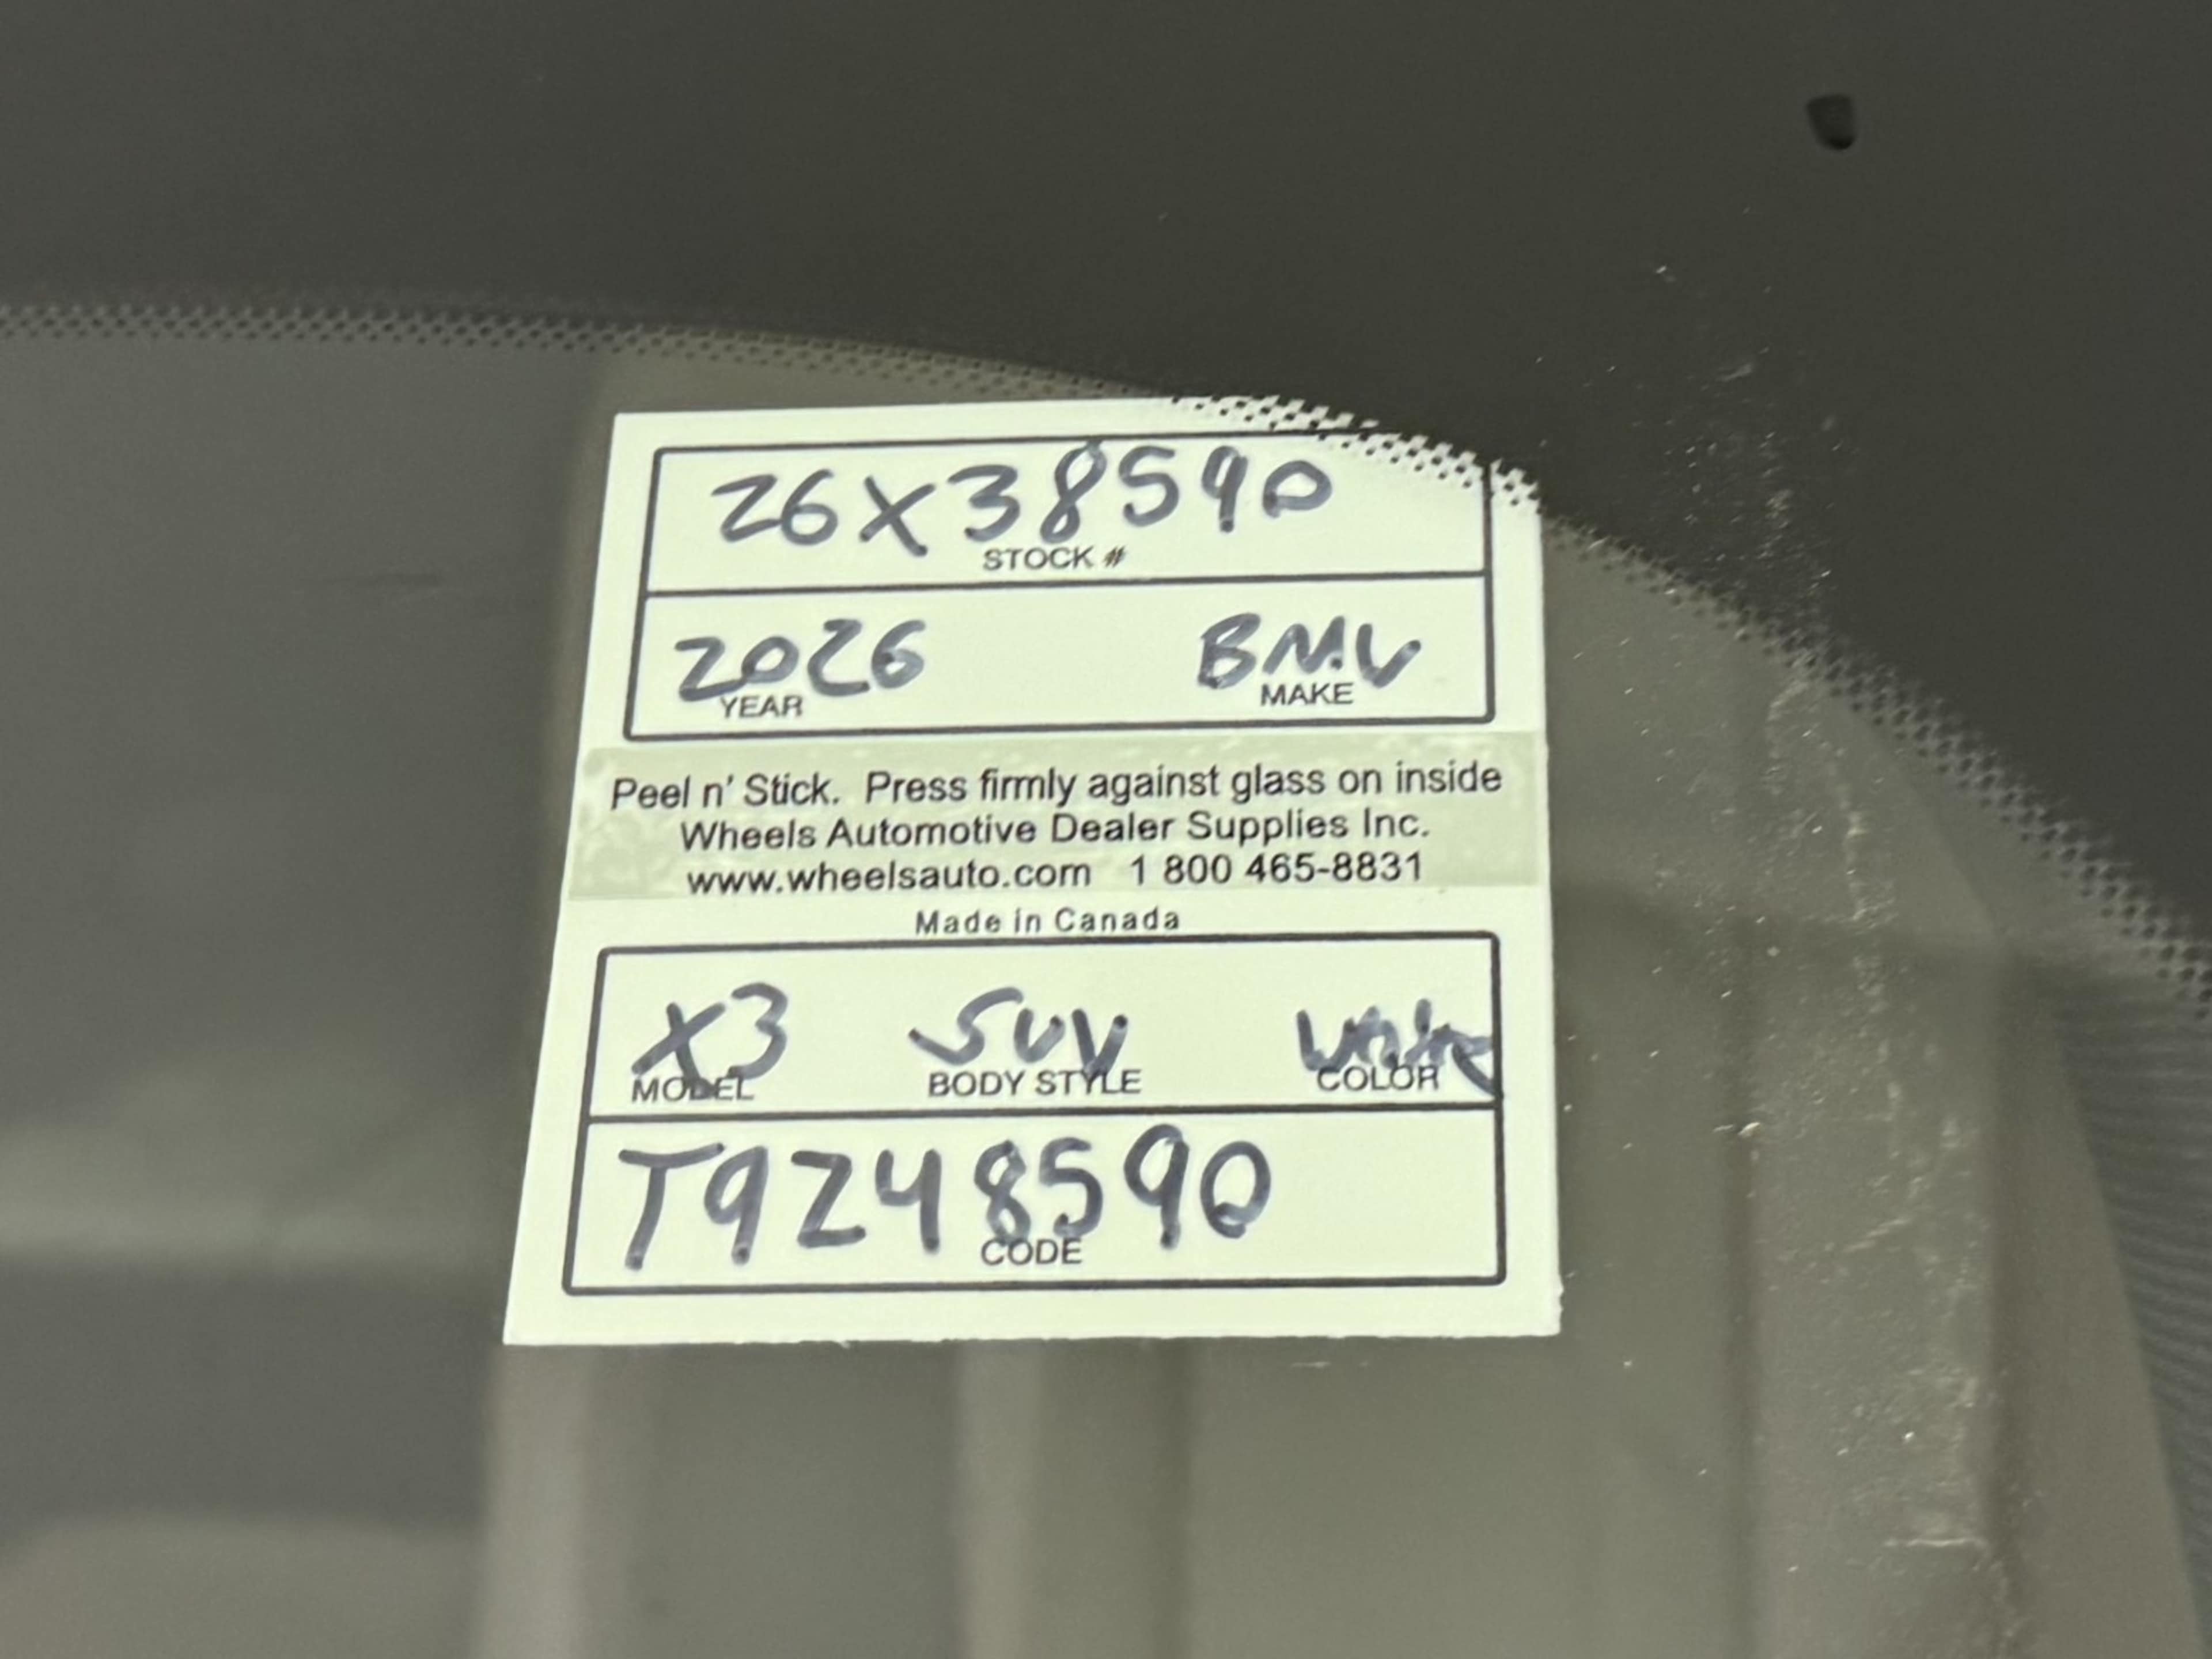 26X38590
STOCK #
2026 BMW
YEAR MAKE
Peel n' Stick. Press firmly against glass on inside
Wheels Automotive Dealer Supplies Inc.
www.wheelsauto.com 1 800 465-8831
Made in Canada
X3 SUV White
MODEL BODY STYLE COLOR
T9Z48590
CODE